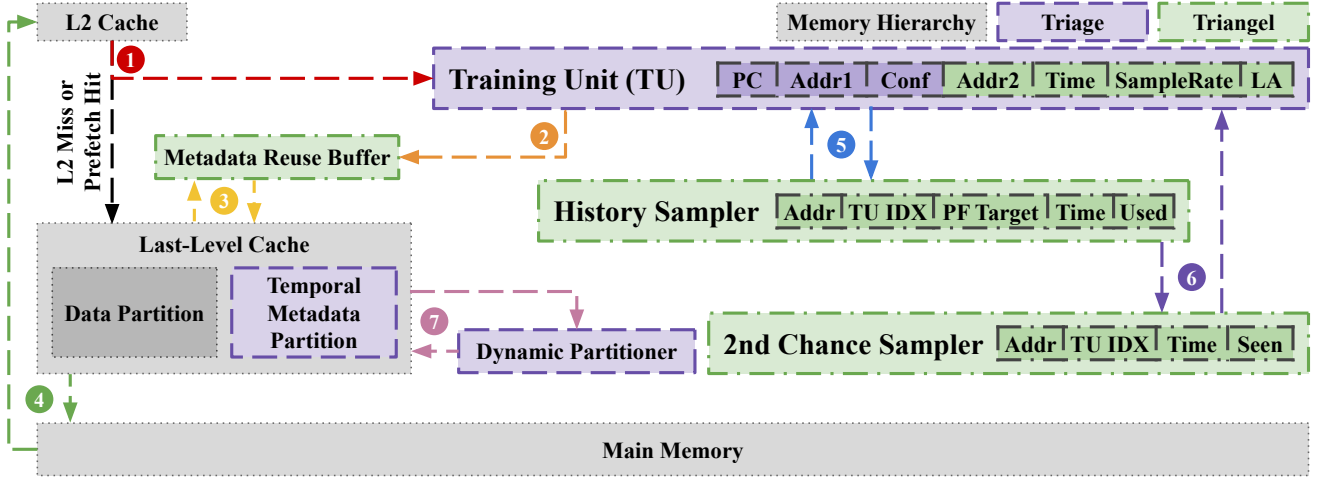 L2 Cache
Memory Hierarchy
Triage
Triangel
1
L2 Miss or
Prefetch Hit
Training Unit (TU)
PC Addr1 Conf Addr2 Time SampleRate LA
2
Metadata Reuse Buffer
5
3
History Sampler
Addr TU IDX PF Target Time Used
Last-Level Cache
Data Partition
Temporal
Metadata
Partition
6
7
Dynamic Partitioner
2nd Chance Sampler
Addr TU IDX Time Seen
4
Main Memory